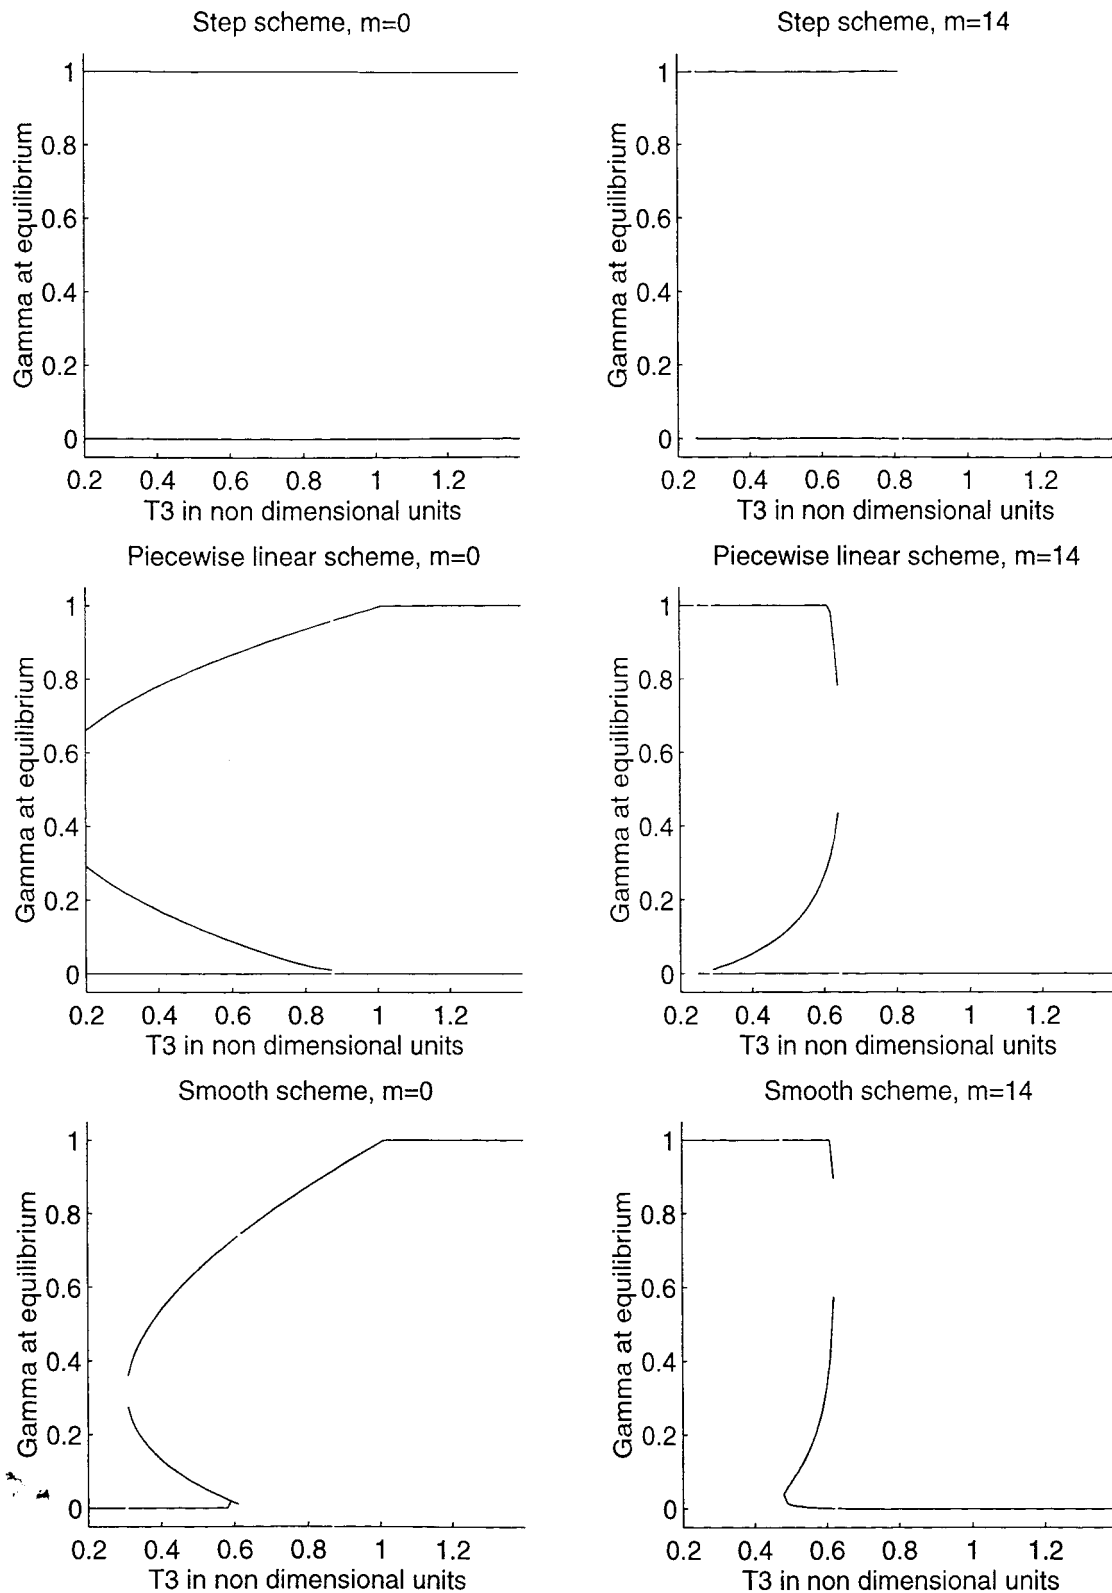 Step scheme, m=0
Step scheme, m=14
Gamma at equilibrium
1
0.8
0.6
0.4
0.2
0
0.2 0.4 0.6 0.8 1 1.2
T3 in non dimensional units
Gamma at equilibrium
1
0.8
0.6
0.4
0.2
0
0.2 0.4 0.6 0.8 1 1.2
T3 in non dimensional units
Piecewise linear scheme, m=0
Piecewise linear scheme, m=14
Gamma at equilibrium
1
0.8
0.6
0.4
0.2
0
0.2 0.4 0.6 0.8 1 1.2
T3 in non dimensional units
Gamma at equilibrium
1
0.8
0.6
0.4
0.2
0
0.2 0.4 0.6 0.8 1 1.2
T3 in non dimensional units
Smooth scheme, m=0
Smooth scheme, m=14
Gamma at equilibrium
1
0.8
0.6
0.4
0.2
0
0.2 0.4 0.6 0.8 1 1.2
T3 in non dimensional units
Gamma at equilibrium
1
0.8
0.6
0.4
0.2
0
0.2 0.4 0.6 0.8 1 1.2
T3 in non dimensional units